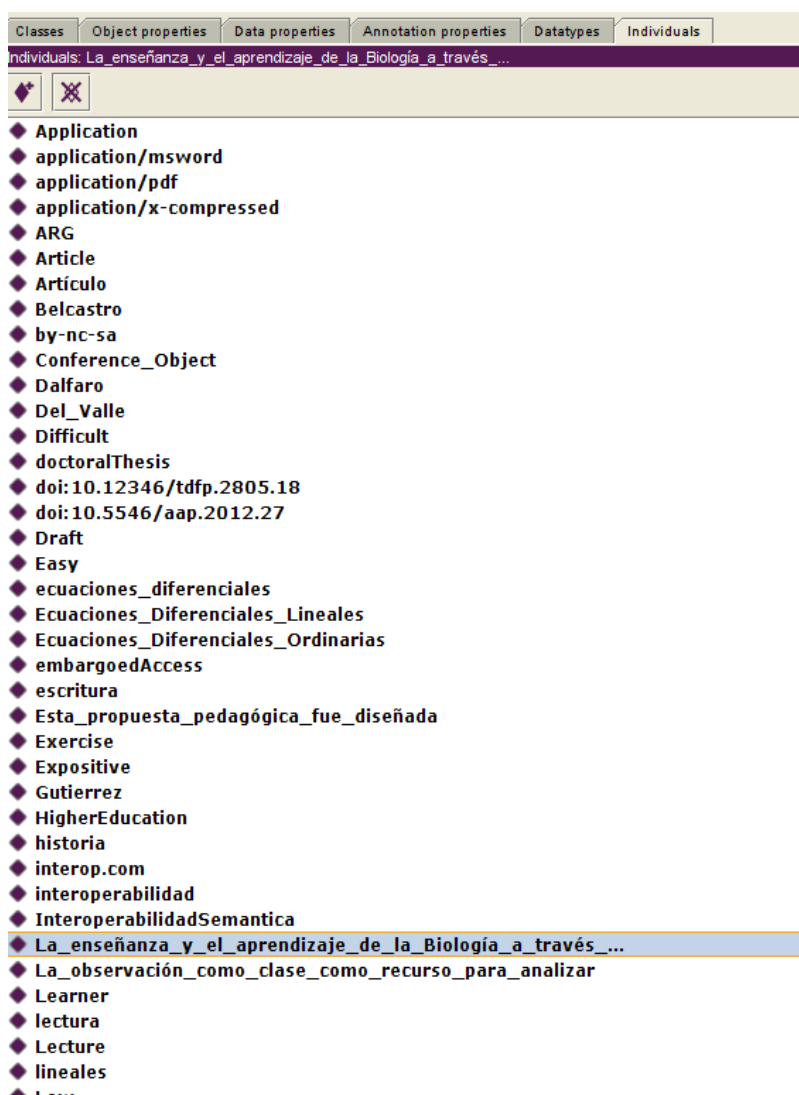 Classes Object properties Data properties Annotation properties Datatypes Individuals
Individuals: La_enseñanza_y_el_aprendizaje_de_la_Biología_a_través_...
Application
application/msword
application/pdf
application/x-compressed
ARG
Article
Artículo
Belcastro
by-nc-sa
Conference_Object
Dalfaro
Del_Valle
Difficult
doctoralThesis
doi:10.12346/tdfp.2805.18
doi:10.5546/aap.2012.27
Draft
Easy
ecuaciones_diferenciales
Ecuaciones_Diferenciales_Lineales
Ecuaciones_Diferenciales_Ordinarias
embargoedAccess
escritura
Esta_propuesta_pedagógica_fue_diseñada
Exercise
Expositive
Gutierrez
HigherEducation
historia
interop.com
interoperabilidad
InteroperabilidadSemantica
La_enseñanza_y_el_aprendizaje_de_la_Biología_a_través_...
La_observación_como_clase_como_recurso_para_analizar
Learner
lectura
Lecture
lineales